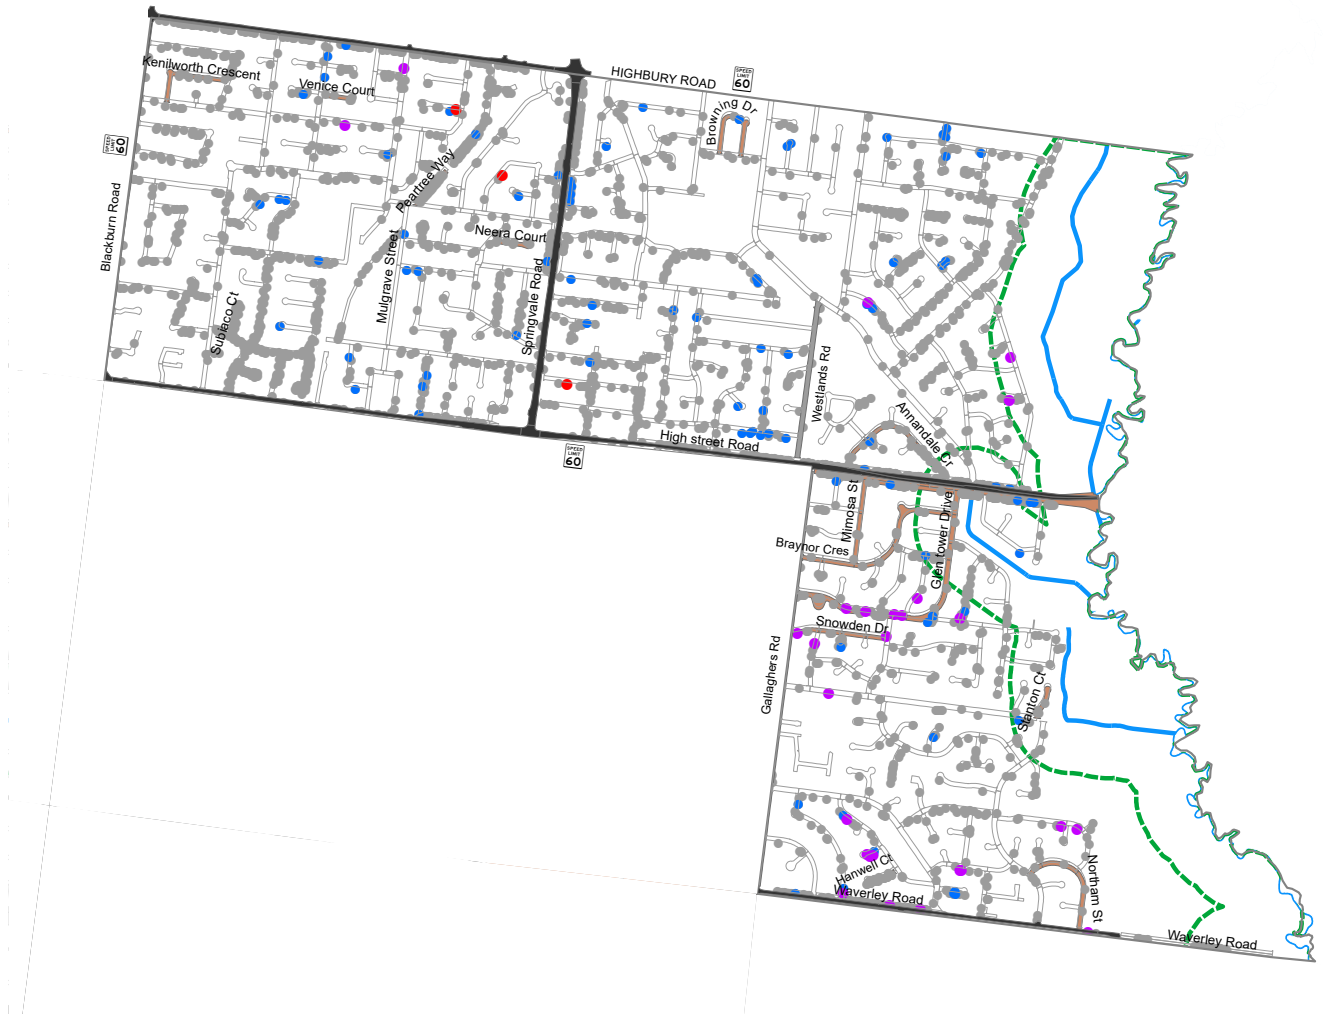 HIGHBURY ROAD
SPEED
LIMIT
60
Kenilworth Crescent
Venice Court
Browning Dr
SPEED
LIMIT
60
Peartree Way
Blackburn Road
Neera Court
Mulgrave Street
Springvale Road
Subiaco Ct
Westlands Rd
Annandale Cr
High street Road
SPEED
LIMIT
60
Mimosa St
Glen tower Drive
Braynor Cres
Snowden Dr
Gallaghers Rd
Stanton Ct
Hanwell Ct
Northam St
Waverley Road
Waverley Road